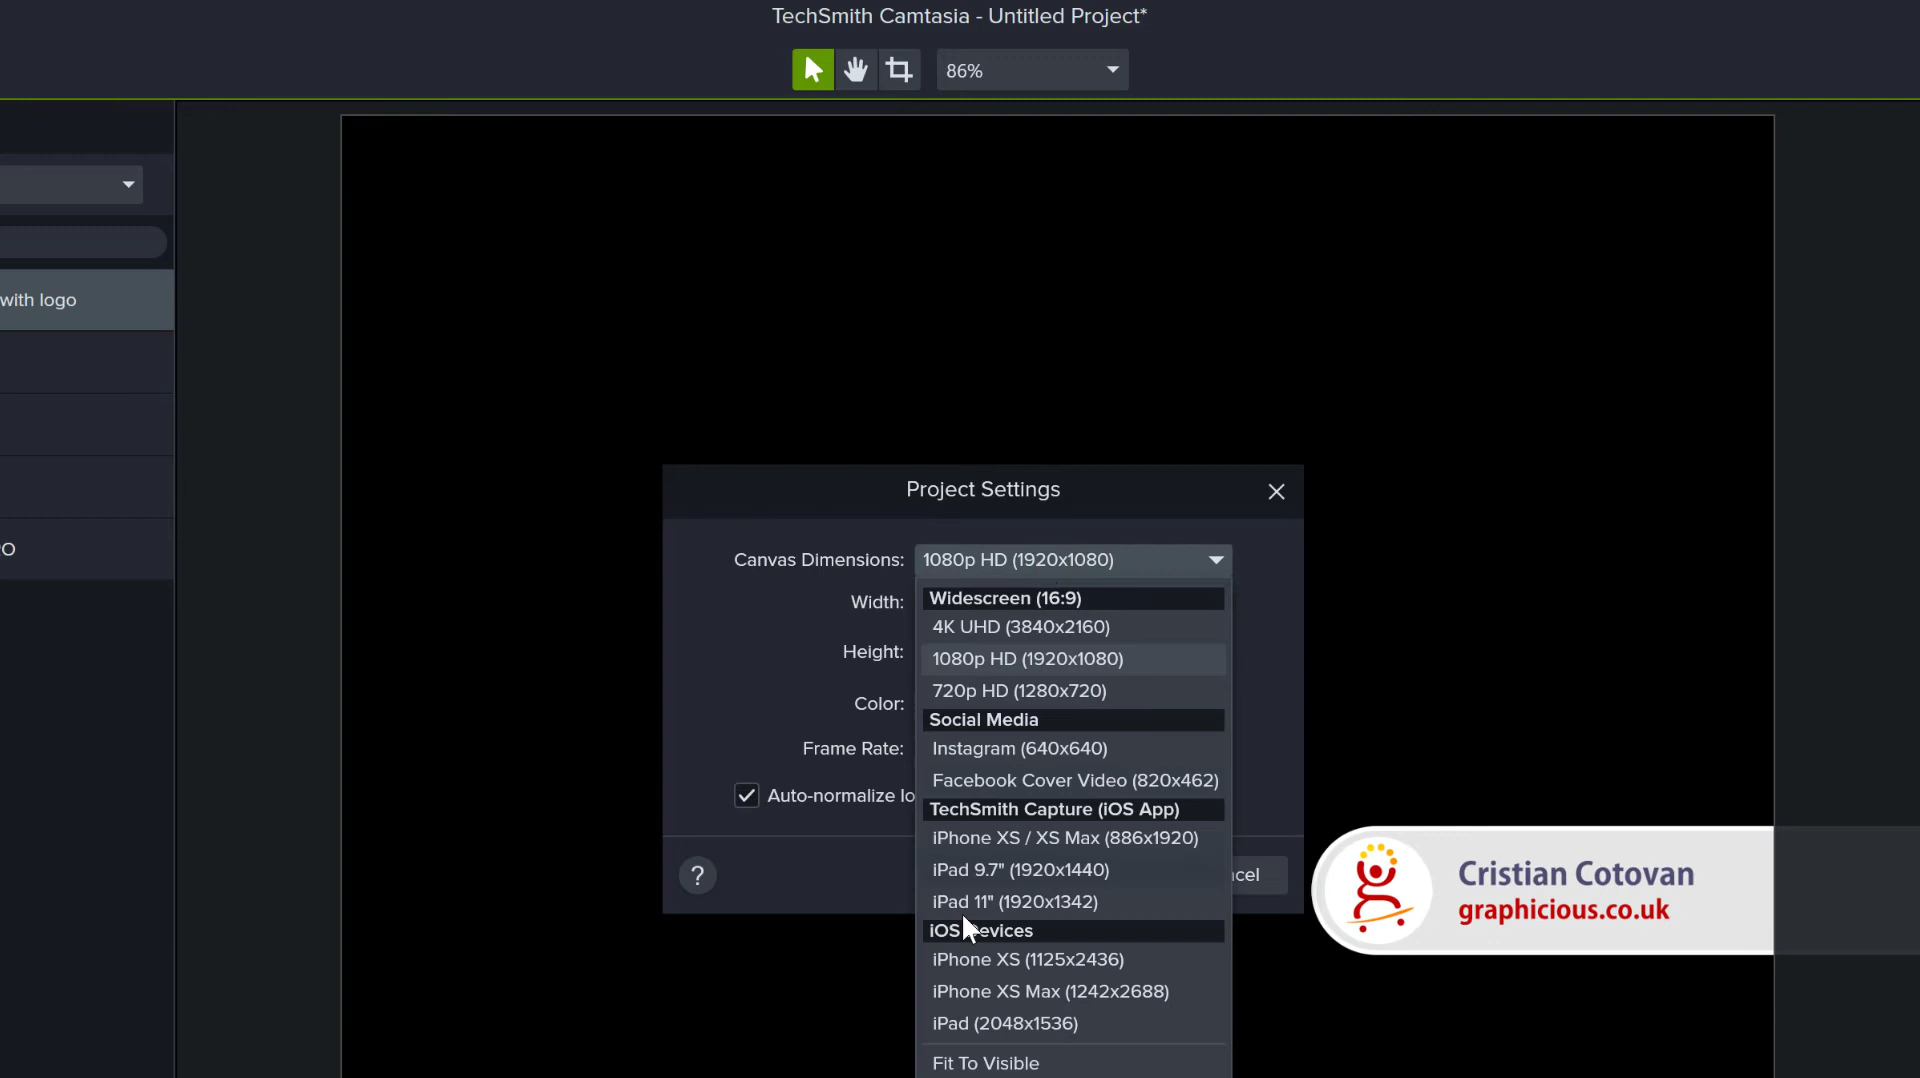 TechSmith Camtasia - Untitled Project*
86%
with logo
O
Project Settings
Canvas Dimensions: 1080p HD (1920x1080)
Width:
Height:
Color:
Frame Rate:
Auto-normalize lo
Widescreen (16:9)
4K UHD (3840x2160)
1080p HD (1920x1080)
720p HD (1280x720)
Social Media
Instagram (640x640)
Facebook Cover Video (820x462)
TechSmith Capture (iOS App)
iPhone XS / XS Max (886x1920)
iPad 9.7" (1920x1440)
iPad 11" (1920x1342)
iOS Devices
iPhone XS (1125x2436)
iPhone XS Max (1242x2688)
iPad (2048x1536)
Fit To Visible
?
cel
Cristian Cotovan
graphicious.co.uk